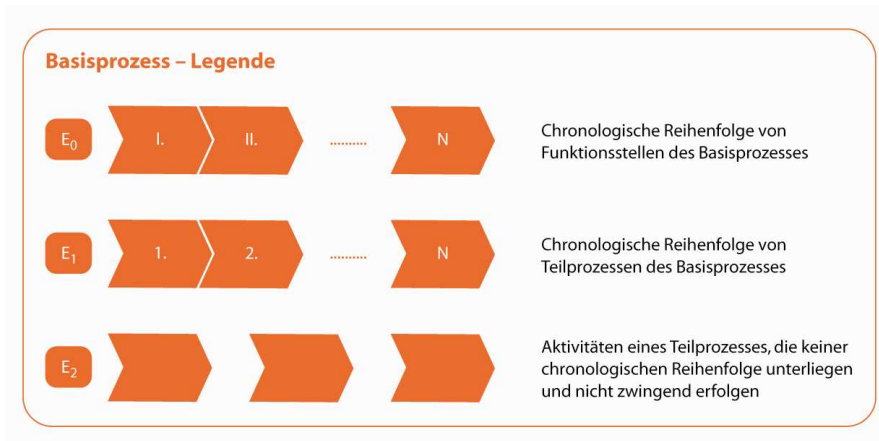 Basisprozess – Legende
E0 I. II. .......... N
Chronologische Reihenfolge von
Funktionsstellen des Basisprozesses
E1 1. 2. .......... N
Chronologische Reihenfolge von
Teilprozessen des Basisprozesses
E2
Aktivitäten eines Teilprozesses, die keiner
chronologischen Reihenfolge unterliegen
und nicht zwingend erfolgen